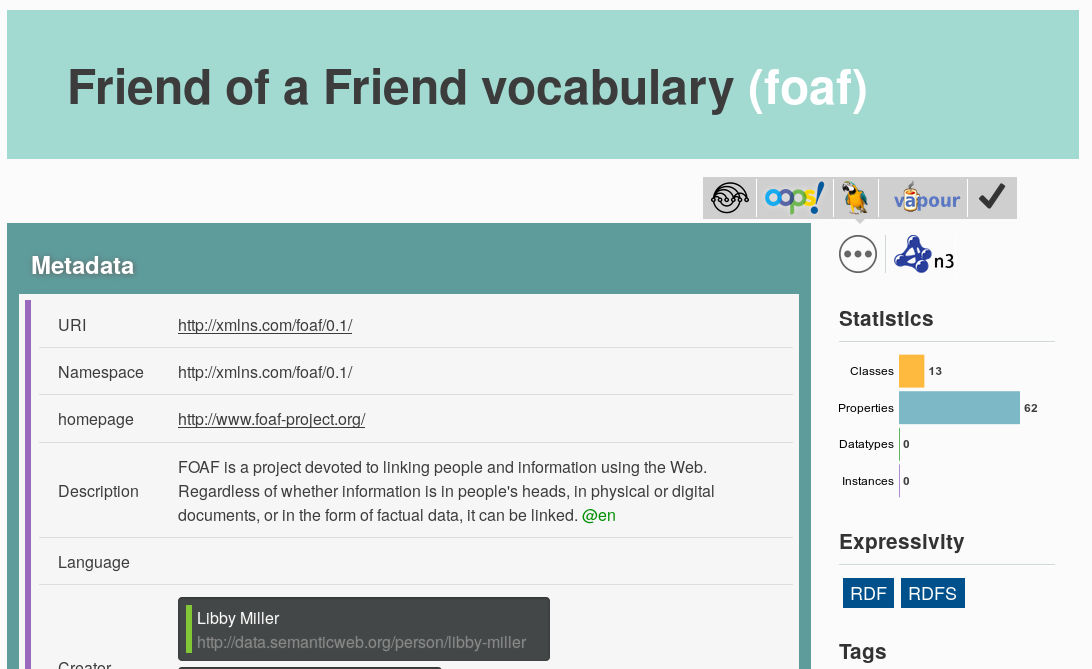 Friend of a Friend vocabulary (foaf)
oops!
vapour
n3
Metadata
URI http://xmlns.com/foaf/0.1/
Namespace http://xmlns.com/foaf/0.1/
homepage http://www.foaf-project.org/
Description FOAF is a project devoted to linking people and information using the Web.
Regardless of whether information is in people's heads, in physical or digital
documents, or in the form of factual data, it can be linked. @en
Language
Creator
Libby Miller
http://data.semanticweb.org/person/libby-miller
Statistics
Classes 13
Properties 62
Datatypes 0
Instances 0
Expressivity
RDF RDFS
Tags